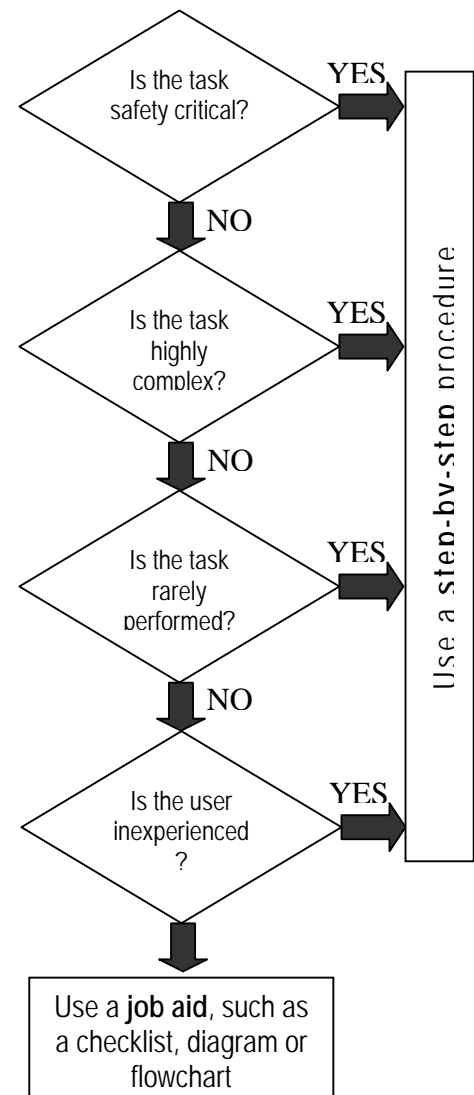 Is the task
safety critical?
YES
NO
Is the task
highly
complex?
YES
NO
Is the task
rarely
performed?
YES
NO
Is the user
inexperienced
?
YES
Use a step-by-step procedure
Use a job aid, such as
a checklist, diagram or
flowchart